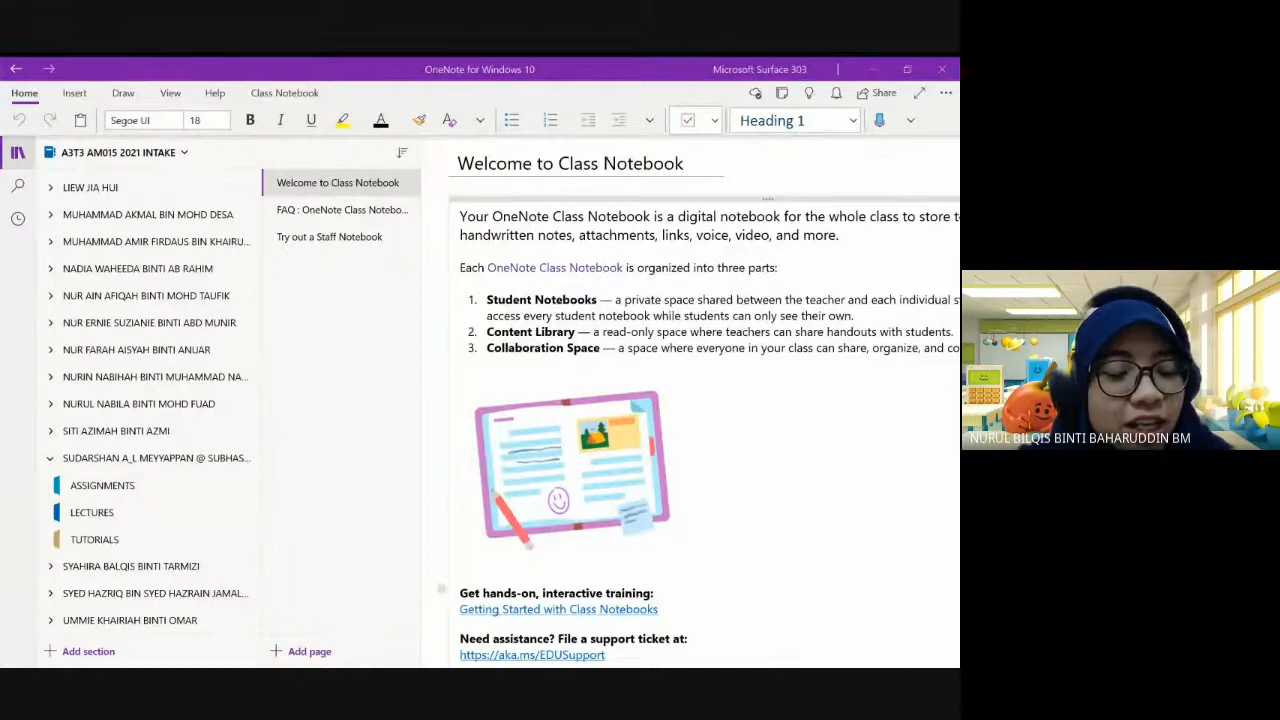 OneNote for Windows 10
Microsoft Surface 303
Home Insert Draw View Help Class Notebook
Share
Segoe UI 18 B I U A Heading 1
A3T3 AM015 2021 INTAKE
LIEW JIA HUI
MUHAMMAD AKMAL BIN MOHD DESA
MUHAMMAD AMIR FIRDAUS BIN KHAIRU...
NADIA WAHEEDA BINTI AB RAHIM
NUR AIN AFIQAH BINTI MOHD TAUFIK
NUR ERNIE SUZIANIE BINTI ABD MUNIR
NUR FARAH AISYAH BINTI ANUAR
NURIN NABIHAH BINTI MUHAMMAD NA...
NURUL NABILA BINTI MOHD FUAD
SITI AZIMAH BINTI AZMI
SUDARSHAN A_L MEYYAPPAN @ SUBHAS...
ASSIGNMENTS
LECTURES
TUTORIALS
SYAHIRA BALQIS BINTI TARMIZI
SYED HAZRIQ BIN SYED HAZRAIN JAMAL...
UMMIE KHAIRIAH BINTI OMAR
Add section
Welcome to Class Notebook
FAQ : OneNote Class Notebo...
Try out a Staff Notebook
Add page
Welcome to Class Notebook
Your OneNote Class Notebook is a digital notebook for the whole class to store
handwritten notes, attachments, links, voice, video, and more.
Each OneNote Class Notebook is organized into three parts:
1. Student Notebooks — a private space shared between the teacher and each individual
access every student notebook while students can only see their own.
2. Content Library — a read-only space where teachers can share handouts with students.
3. Collaboration Space — a space where everyone in your class can share, organize, and
Get hands-on, interactive training:
Getting Started with Class Notebooks
Need assistance? File a support ticket at:
https://aka.ms/EDUSupport
NURUL BILQIS BINTI BAHARUDDIN BM